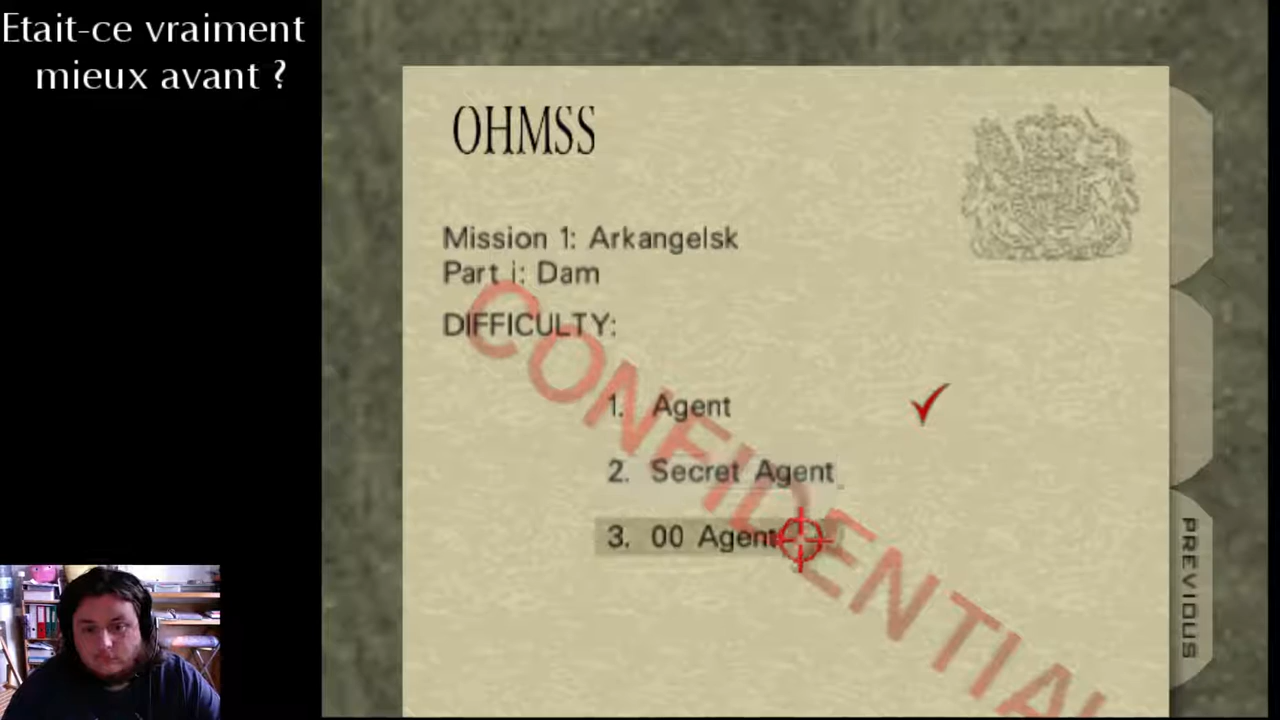 Etait-ce vraiment
mieux avant ?
OHMSS
Mission 1: Arkangelsk
Part i: Dam
DIFFICULTY:
1. Agent
2. Secret Agent
3. 00 Agent
CONFIDENTIAL
PREVIOUS